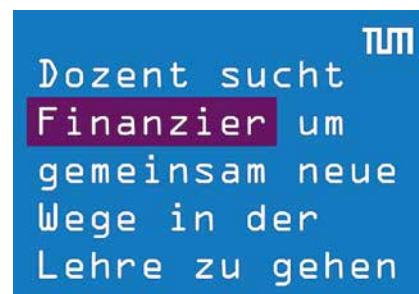 TUM
Dozent sucht
Finanzier um
gemeinsam neue
Wege in der
Lehre zu gehen